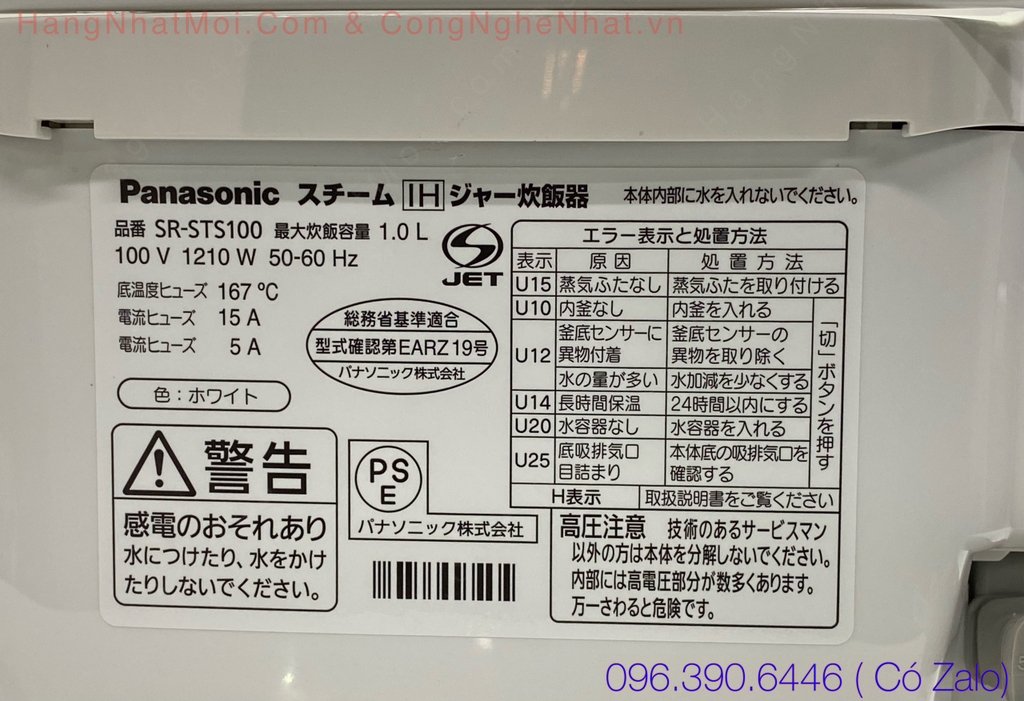 HangNhatMoi.Com & CongNgheNhat.vn
Panasonic スチーム IH ジャー炊飯器 本体内部に水を入れないでください。
品番 SR-STS100 最大炊飯容量 1.0 L
100 V 1210 W 50-60 Hz
底温度ヒューズ 167 ℃
電流ヒューズ 15 A
電流ヒューズ 5 A
JET
総務省基準適合
型式確認第EARZ19号
パナソニック株式会社
色:ホワイト
警告
感電のおそれあり
水につけたり、水をかけ
たりしないでください。
PS
E
パナソニック株式会社
エラー表示と処置方法
表示 原因 処置方法
U15 蒸気ふたなし 蒸気ふたを取り付ける
U10 内釜なし 内釜を入れる
U12 釜底センサーに 釜底センサーの
異物付着 異物を取り除く
水の量が多い 水加減を少なくする
U14 長時間保温 24時間以内にする
U20 水容器なし 水容器を入れる
U25 底吸排気口 本体底の吸排気口を
目詰まり 確認する
「切」ボタンを押す
H表示 取扱説明書をご覧ください
高圧注意 技術のあるサービスマン
以外の方は本体を分解しないでください。
内部には高電圧部分が数多くあります。
万一さわると危険です。
096.390.6446 ( Có Zalo)